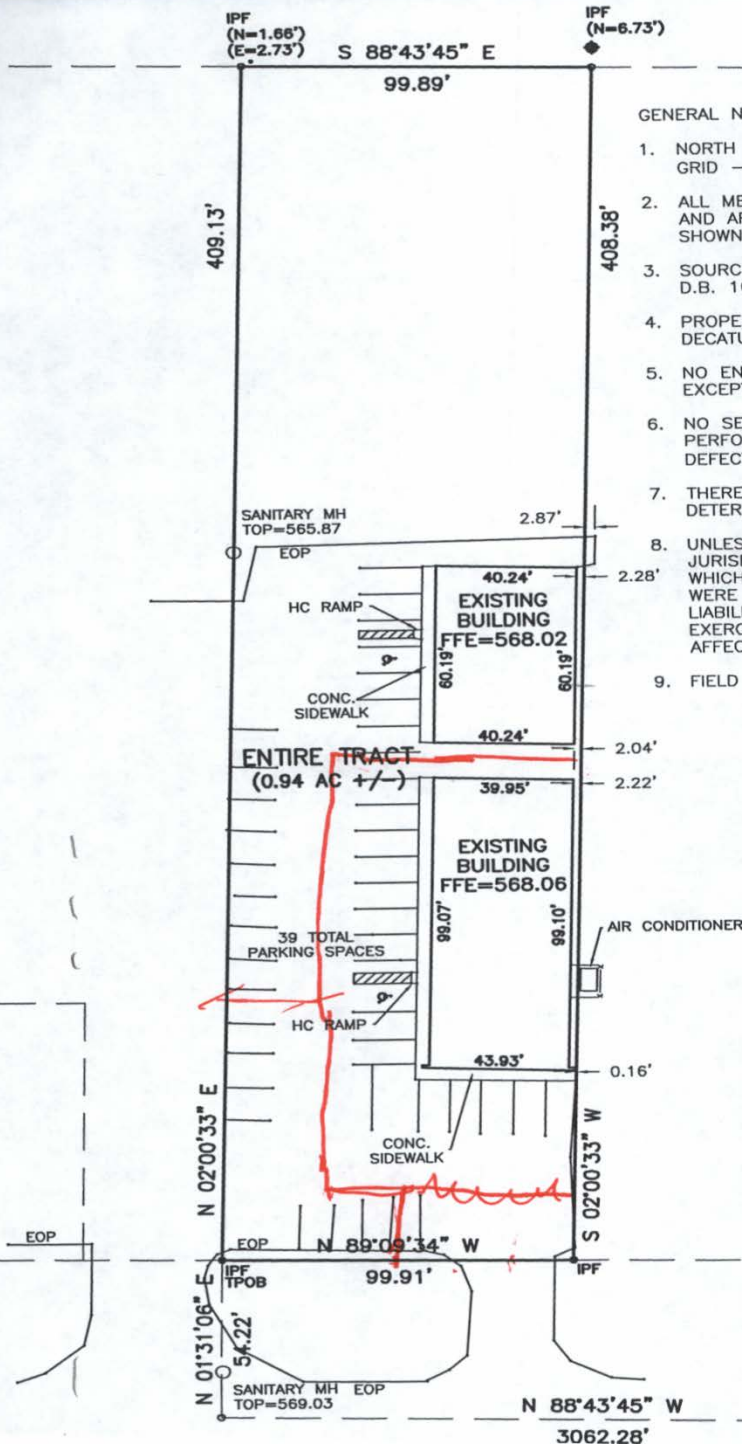 IPF
(N=1.66')
(E=2.73')
S 88°43'45" E
99.89'
IPF
(N=6.73')
409.13'
408.38'
GENERAL N
1. NORTH
GRID –
2. ALL ME
AND AF
SHOWN
3. SOURC
D.B. 10
4. PROPE
DECATU
5. NO EN
EXCEPT
6. NO SE
PERFO
DEFECT
7. THERE
DETER
8. UNLES
JURISI
WHICH
WERE
LIABILI
EXERC
AFFEC
9. FIELD
SANITARY MH
TOP=565.87
EOP
2.87'
2.28'
HC RAMP
40.24'
EXISTING
BUILDING
FFE=568.02
60.19'
60.19'
CONC.
SIDEWALK
40.24'
2.04'
ENTIRE TRACT
(0.94 AC +/-)
39.95'
2.22'
EXISTING
BUILDING
FFE=568.06
99.07'
99.10'
39 TOTAL
PARKING SPACES
AIR CONDITIONER
HC RAMP
43.93'
0.16'
CONC.
SIDEWALK
N 02°00'33" E
S 02°00'33" W
EOP
EOP
N 89°09'34" W
99.91'
IPF
TPOB
IPF
N 01°31'06" E
54.22'
SANITARY MH
TOP=569.03
EOP
N 88°43'45" W
3062.28'